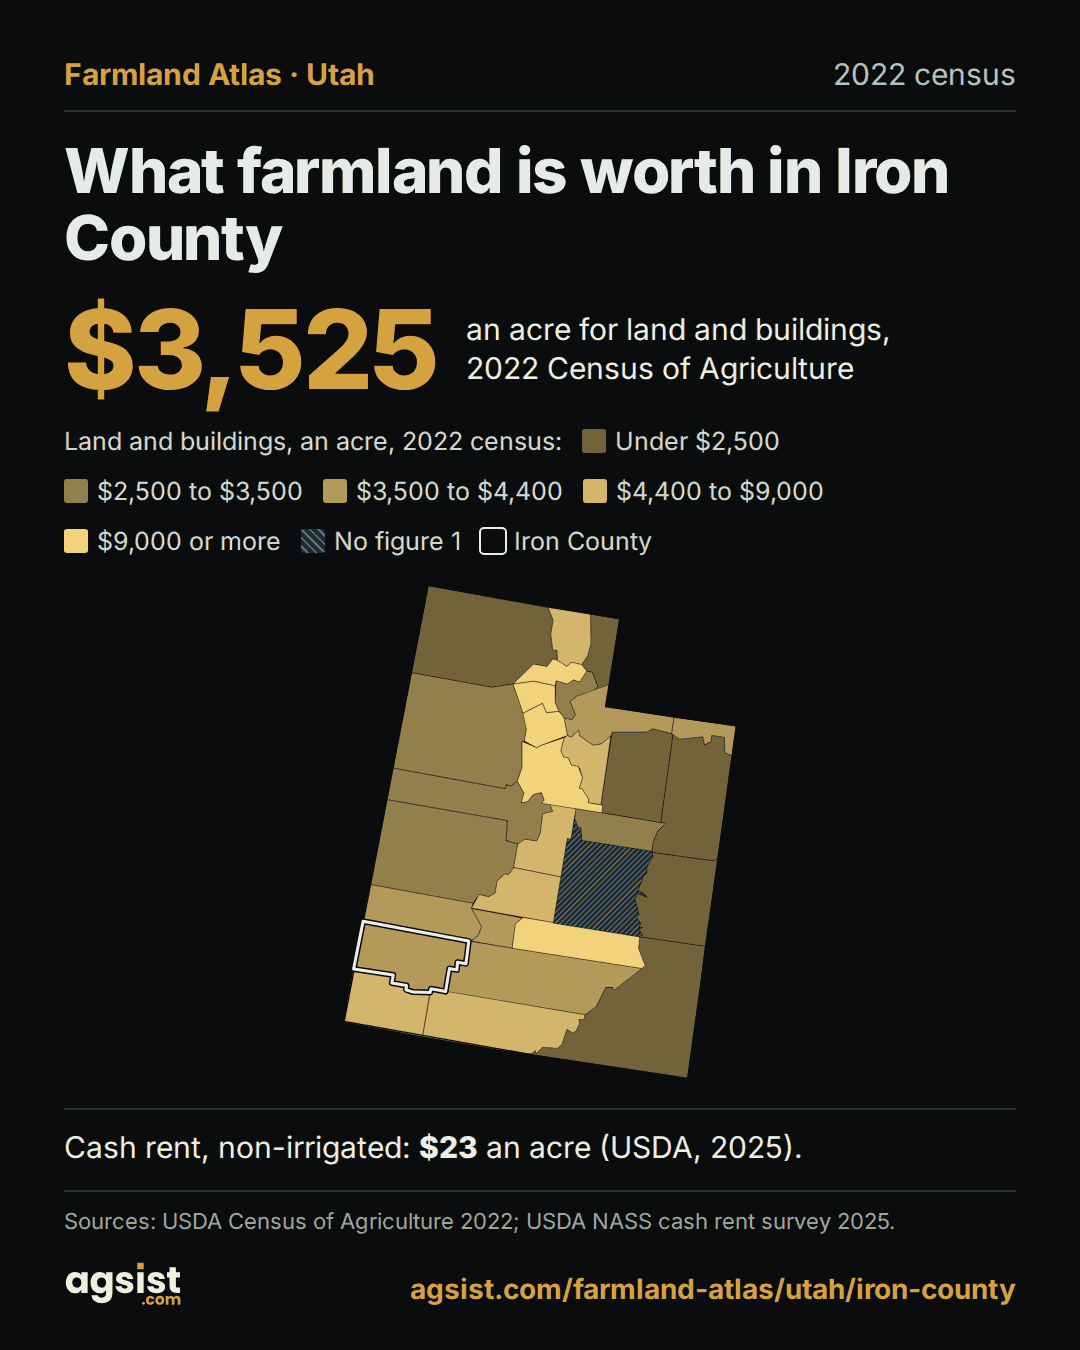 Farmland Atlas · Utah
2022 census
What farmland is worth in Iron
County
$3,525
an acre for land and buildings,
2022 Census of Agriculture
Land and buildings, an acre, 2022 census:
Under $2,500
$2,500 to $3,500
$3,500 to $4,400
$4,400 to $9,000
$9,000 or more
No figure 1
Iron County
Cash rent, non-irrigated: $23 an acre (USDA, 2025).
Sources: USDA Census of Agriculture 2022; USDA NASS cash rent survey 2025.
agsist
.com
agsist.com/farmland-atlas/utah/iron-county